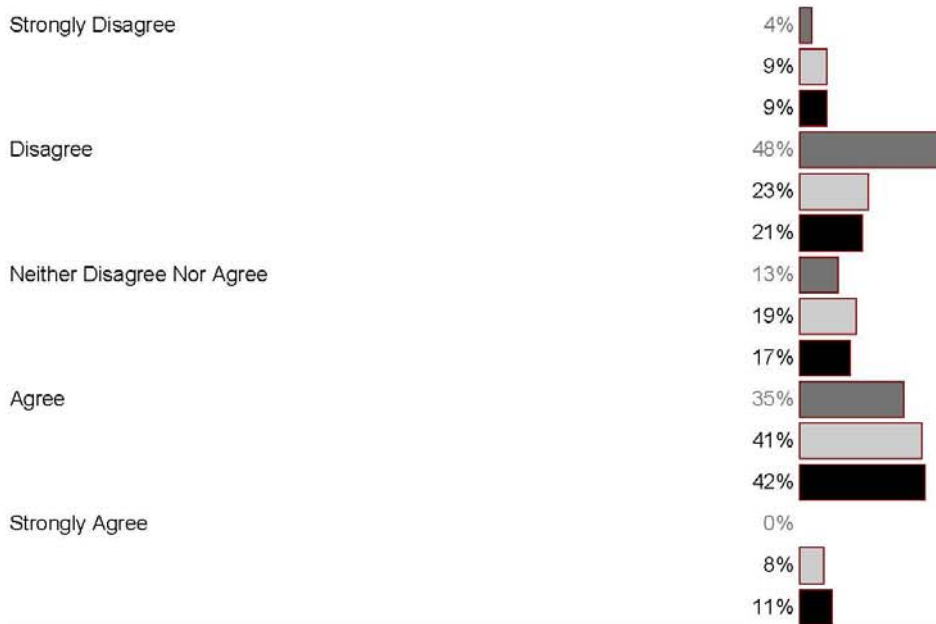 Strongly Disagree 4%
9%
9%
Disagree 48%
23%
21%
Neither Disagree Nor Agree 13%
19%
17%
Agree 35%
41%
42%
Strongly Agree 0%
8%
11%